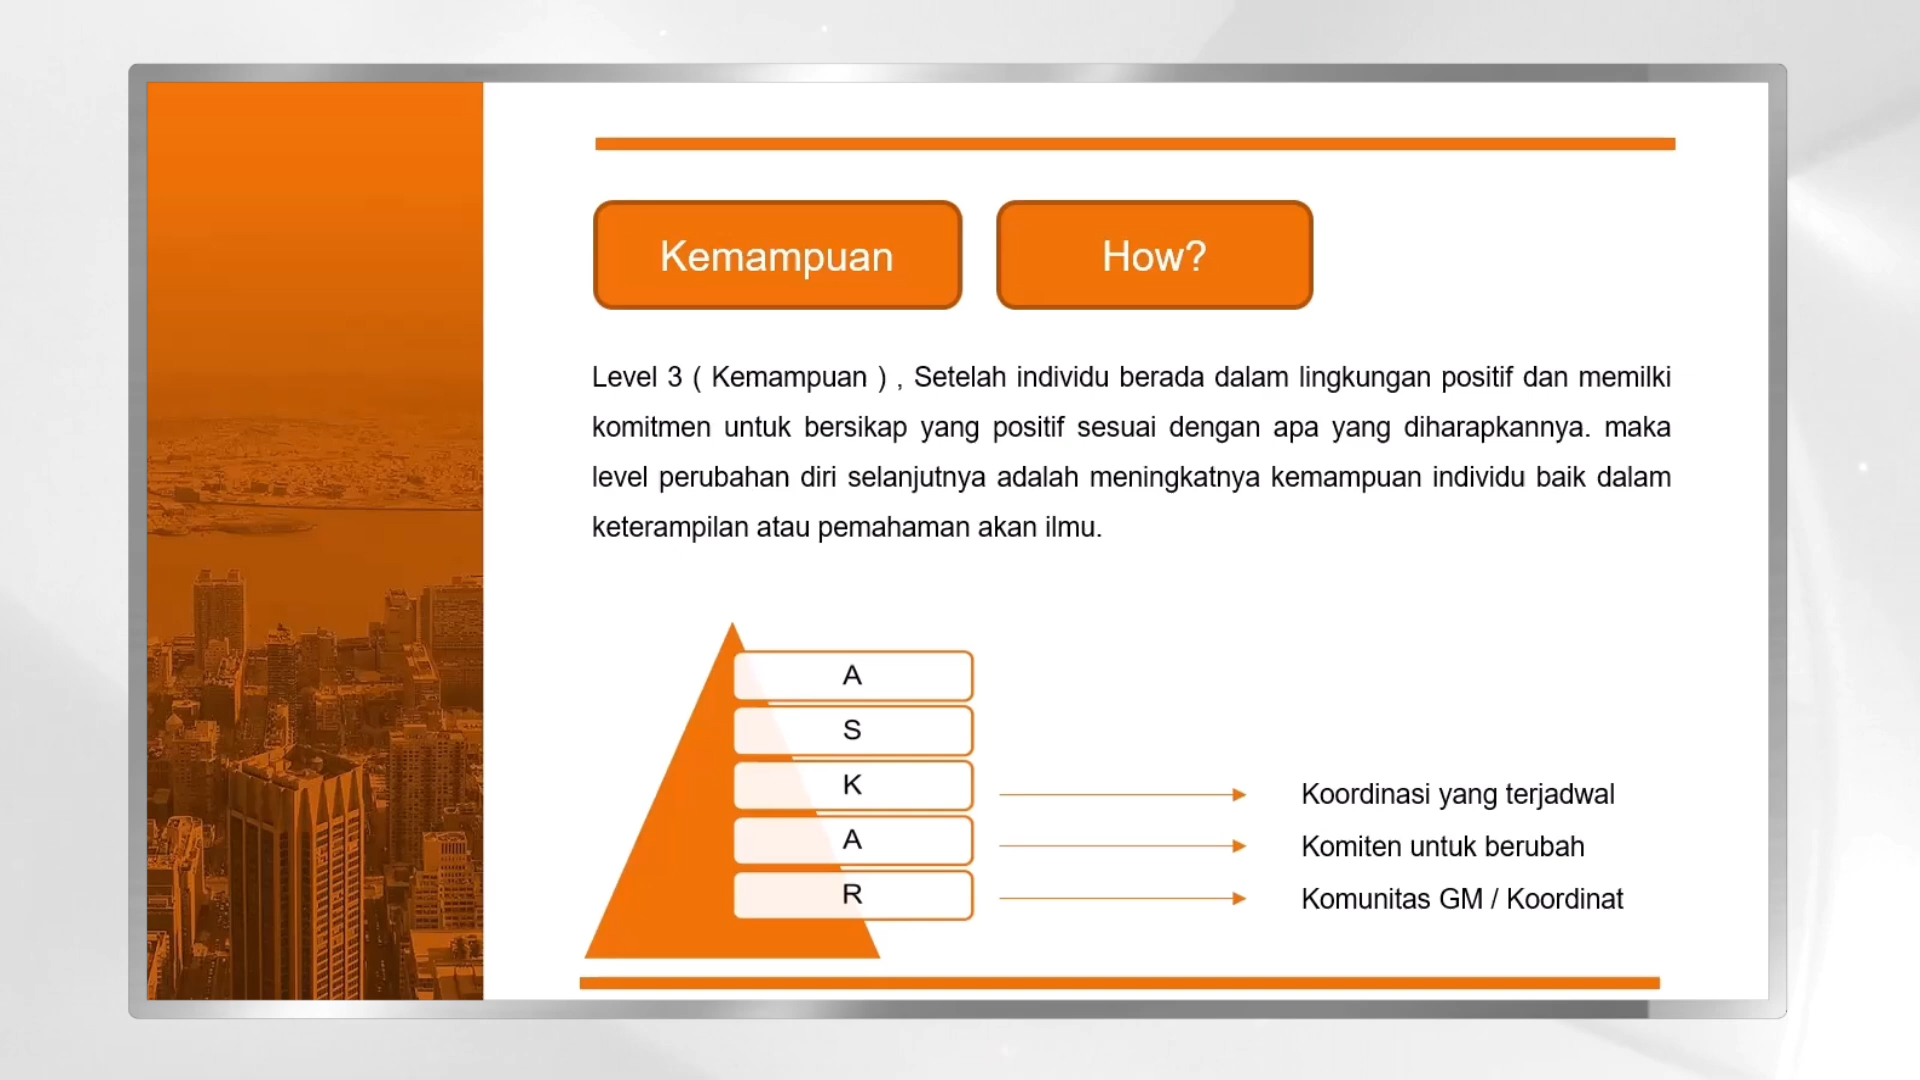 Kemampuan
How?
Level 3 ( Kemampuan ) , Setelah individu berada dalam lingkungan positif dan memilki
komitmen untuk bersikap yang positif sesuai dengan apa yang diharapkannya. maka
level perubahan diri selanjutnya adalah meningkatnya kemampuan individu baik dalam
keterampilan atau pemahaman akan ilmu.
A
S
K
A
R
Koordinasi yang terjadwal
Komiten untuk berubah
Komunitas GM / Koordinat